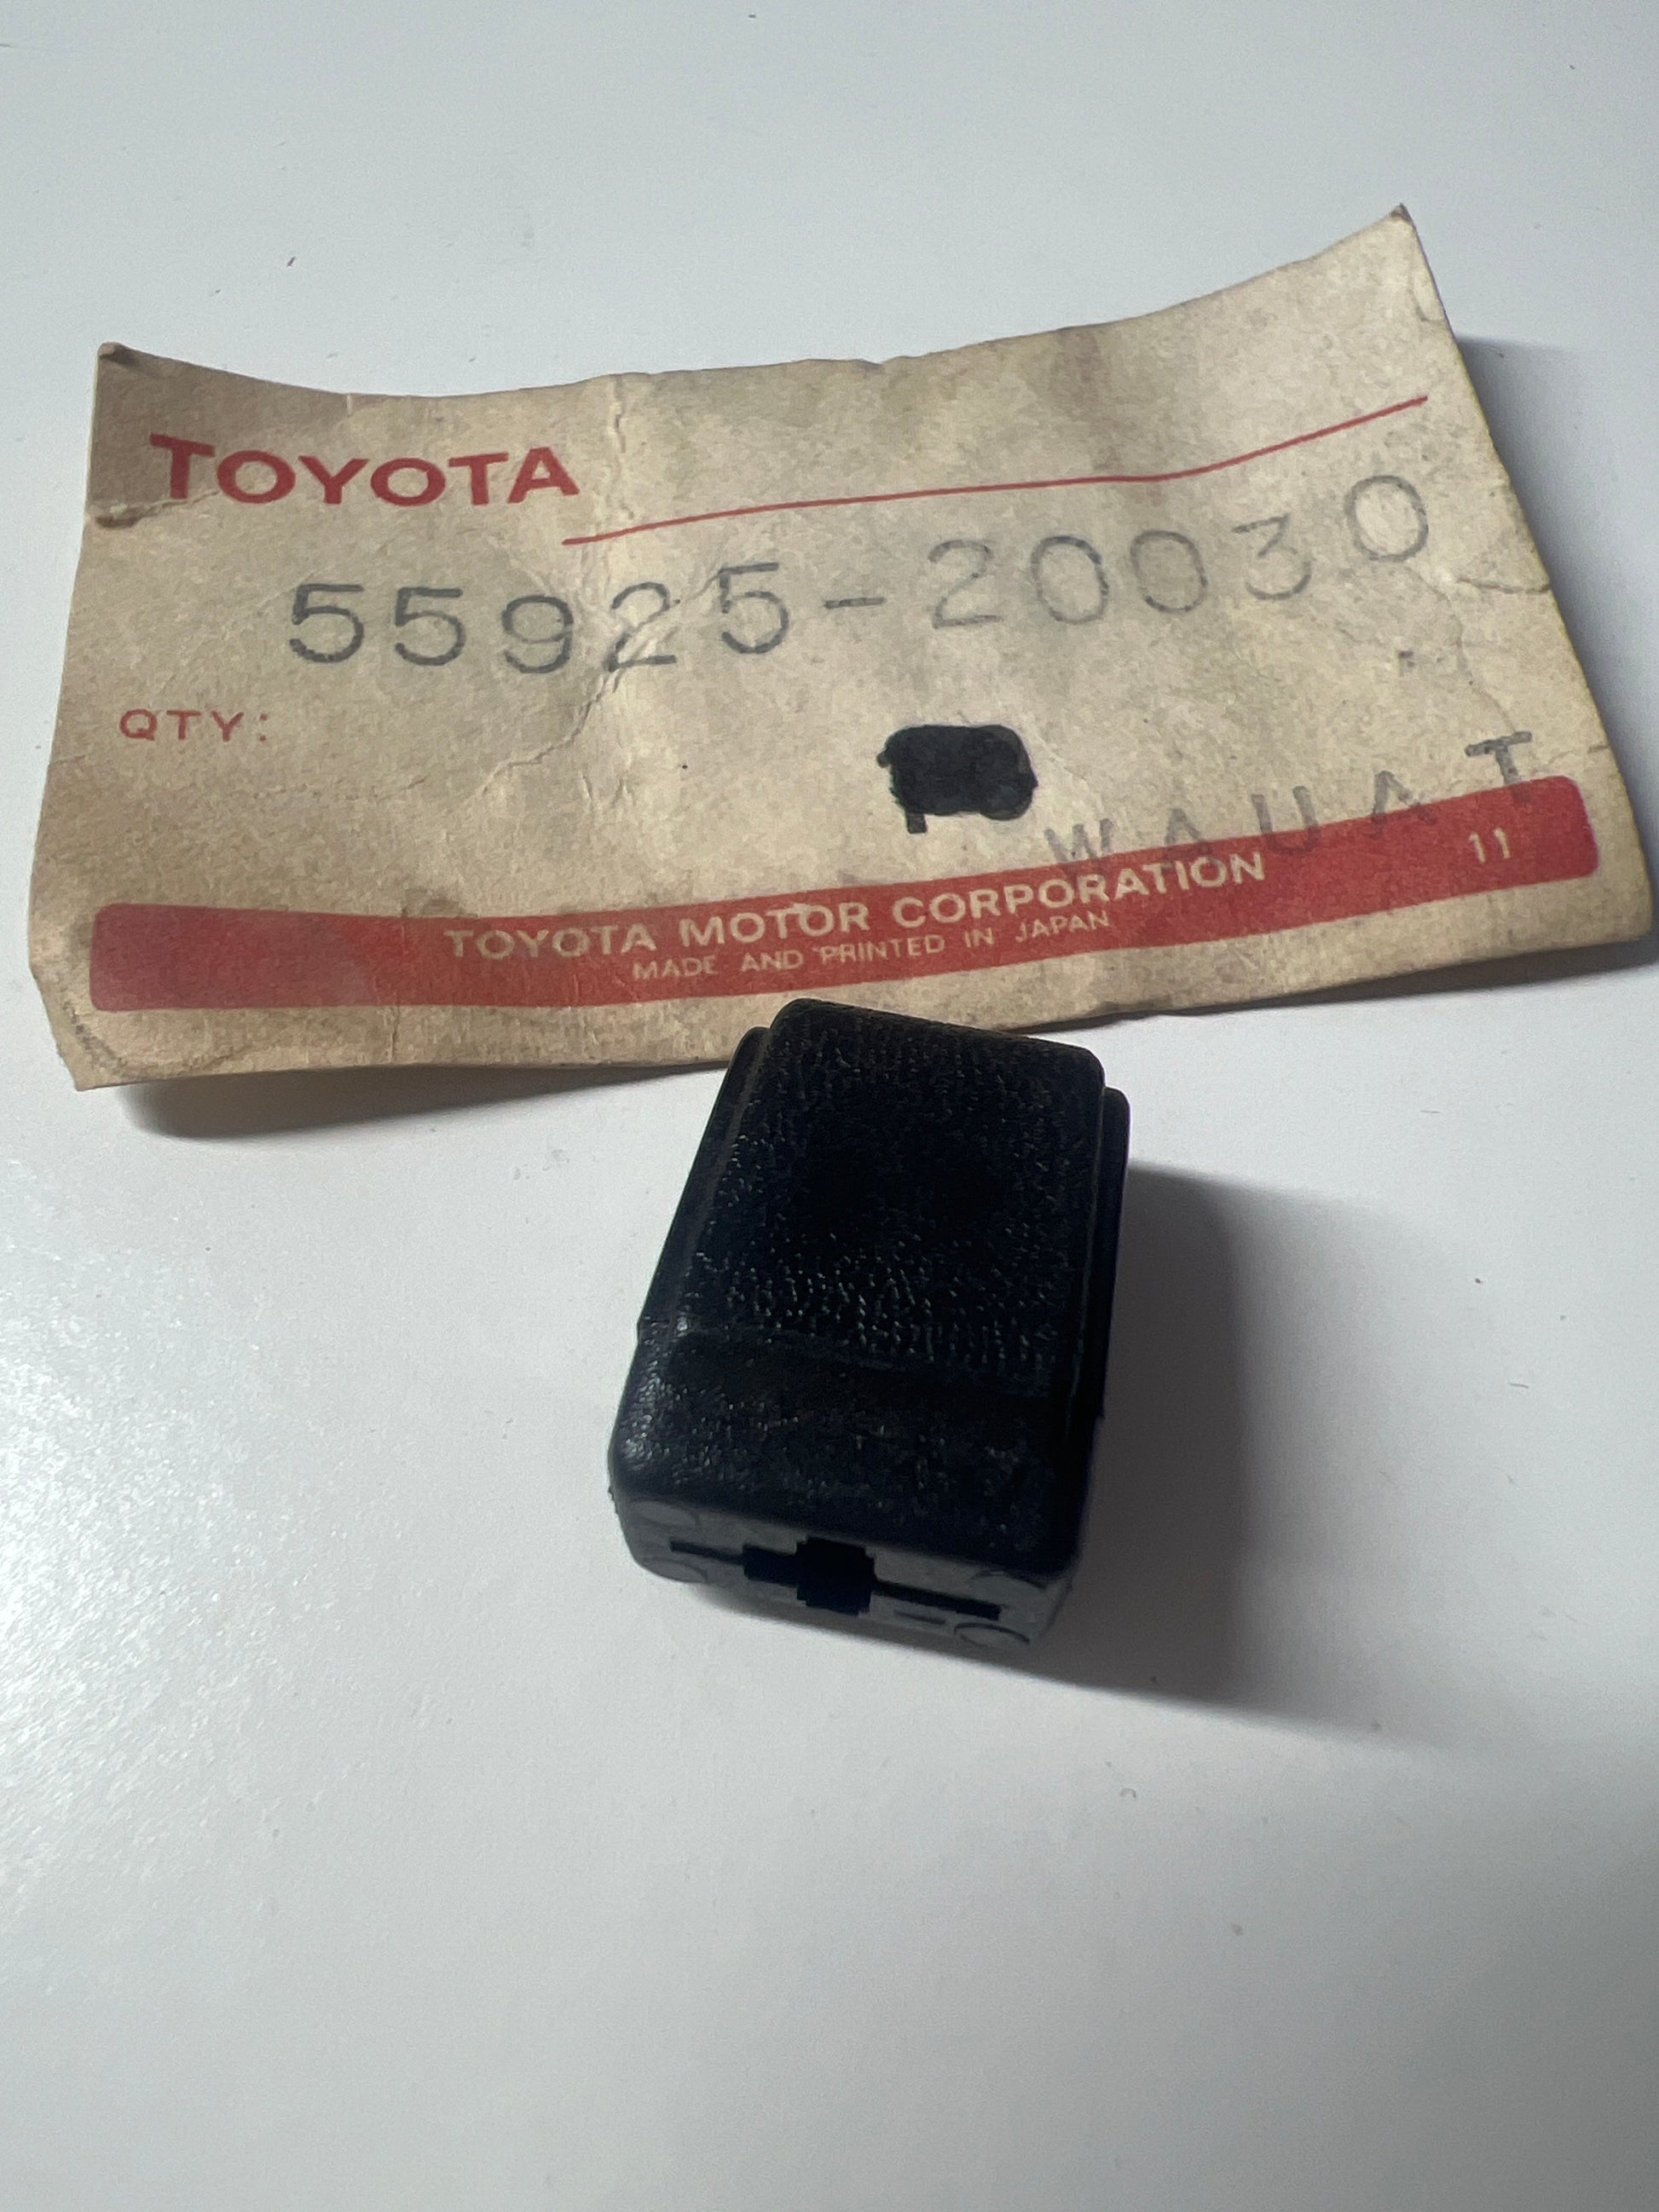 TOYOTA
55925-20030
QTY:
WAUAT
TOYOTA MOTOR CORPORATION 11
MADE AND PRINTED IN JAPAN